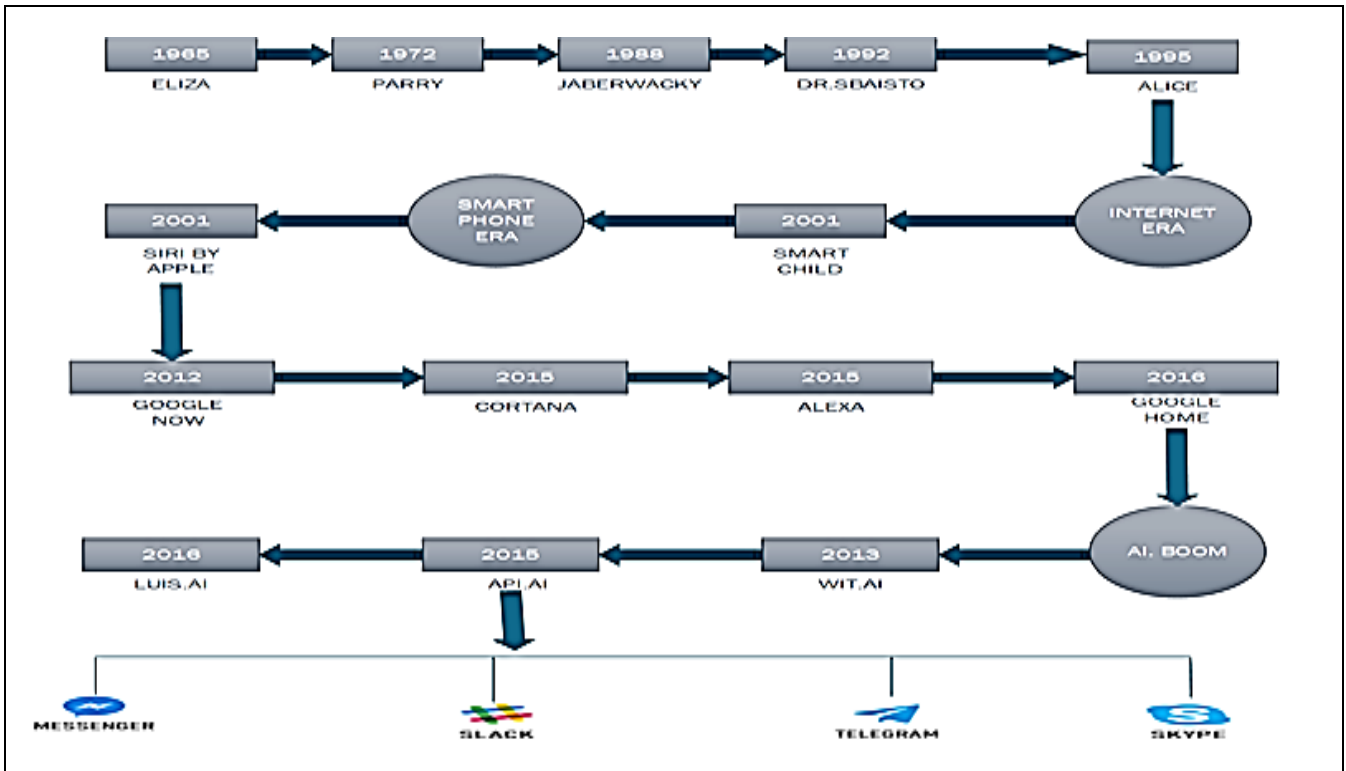 1965
1972
1988
1992
1995
ELIZA
PARRY
JABERWACKY
DR.SBAISTO
ALICE
SMART
PHONE
ERA
INTERNET
ERA
2001
2001
SIRI BY
APPLE
SMART
CHILD
2012
2015
2015
2016
GOOGLE
NOW
CORTANA
ALEXA
GOOGLE
HOME
2016
2015
2013
AI. BOOM
LUIS.AI
API.AI
WIT.AI
MESSENGER
SLACK
TELEGRAM
SKYPE